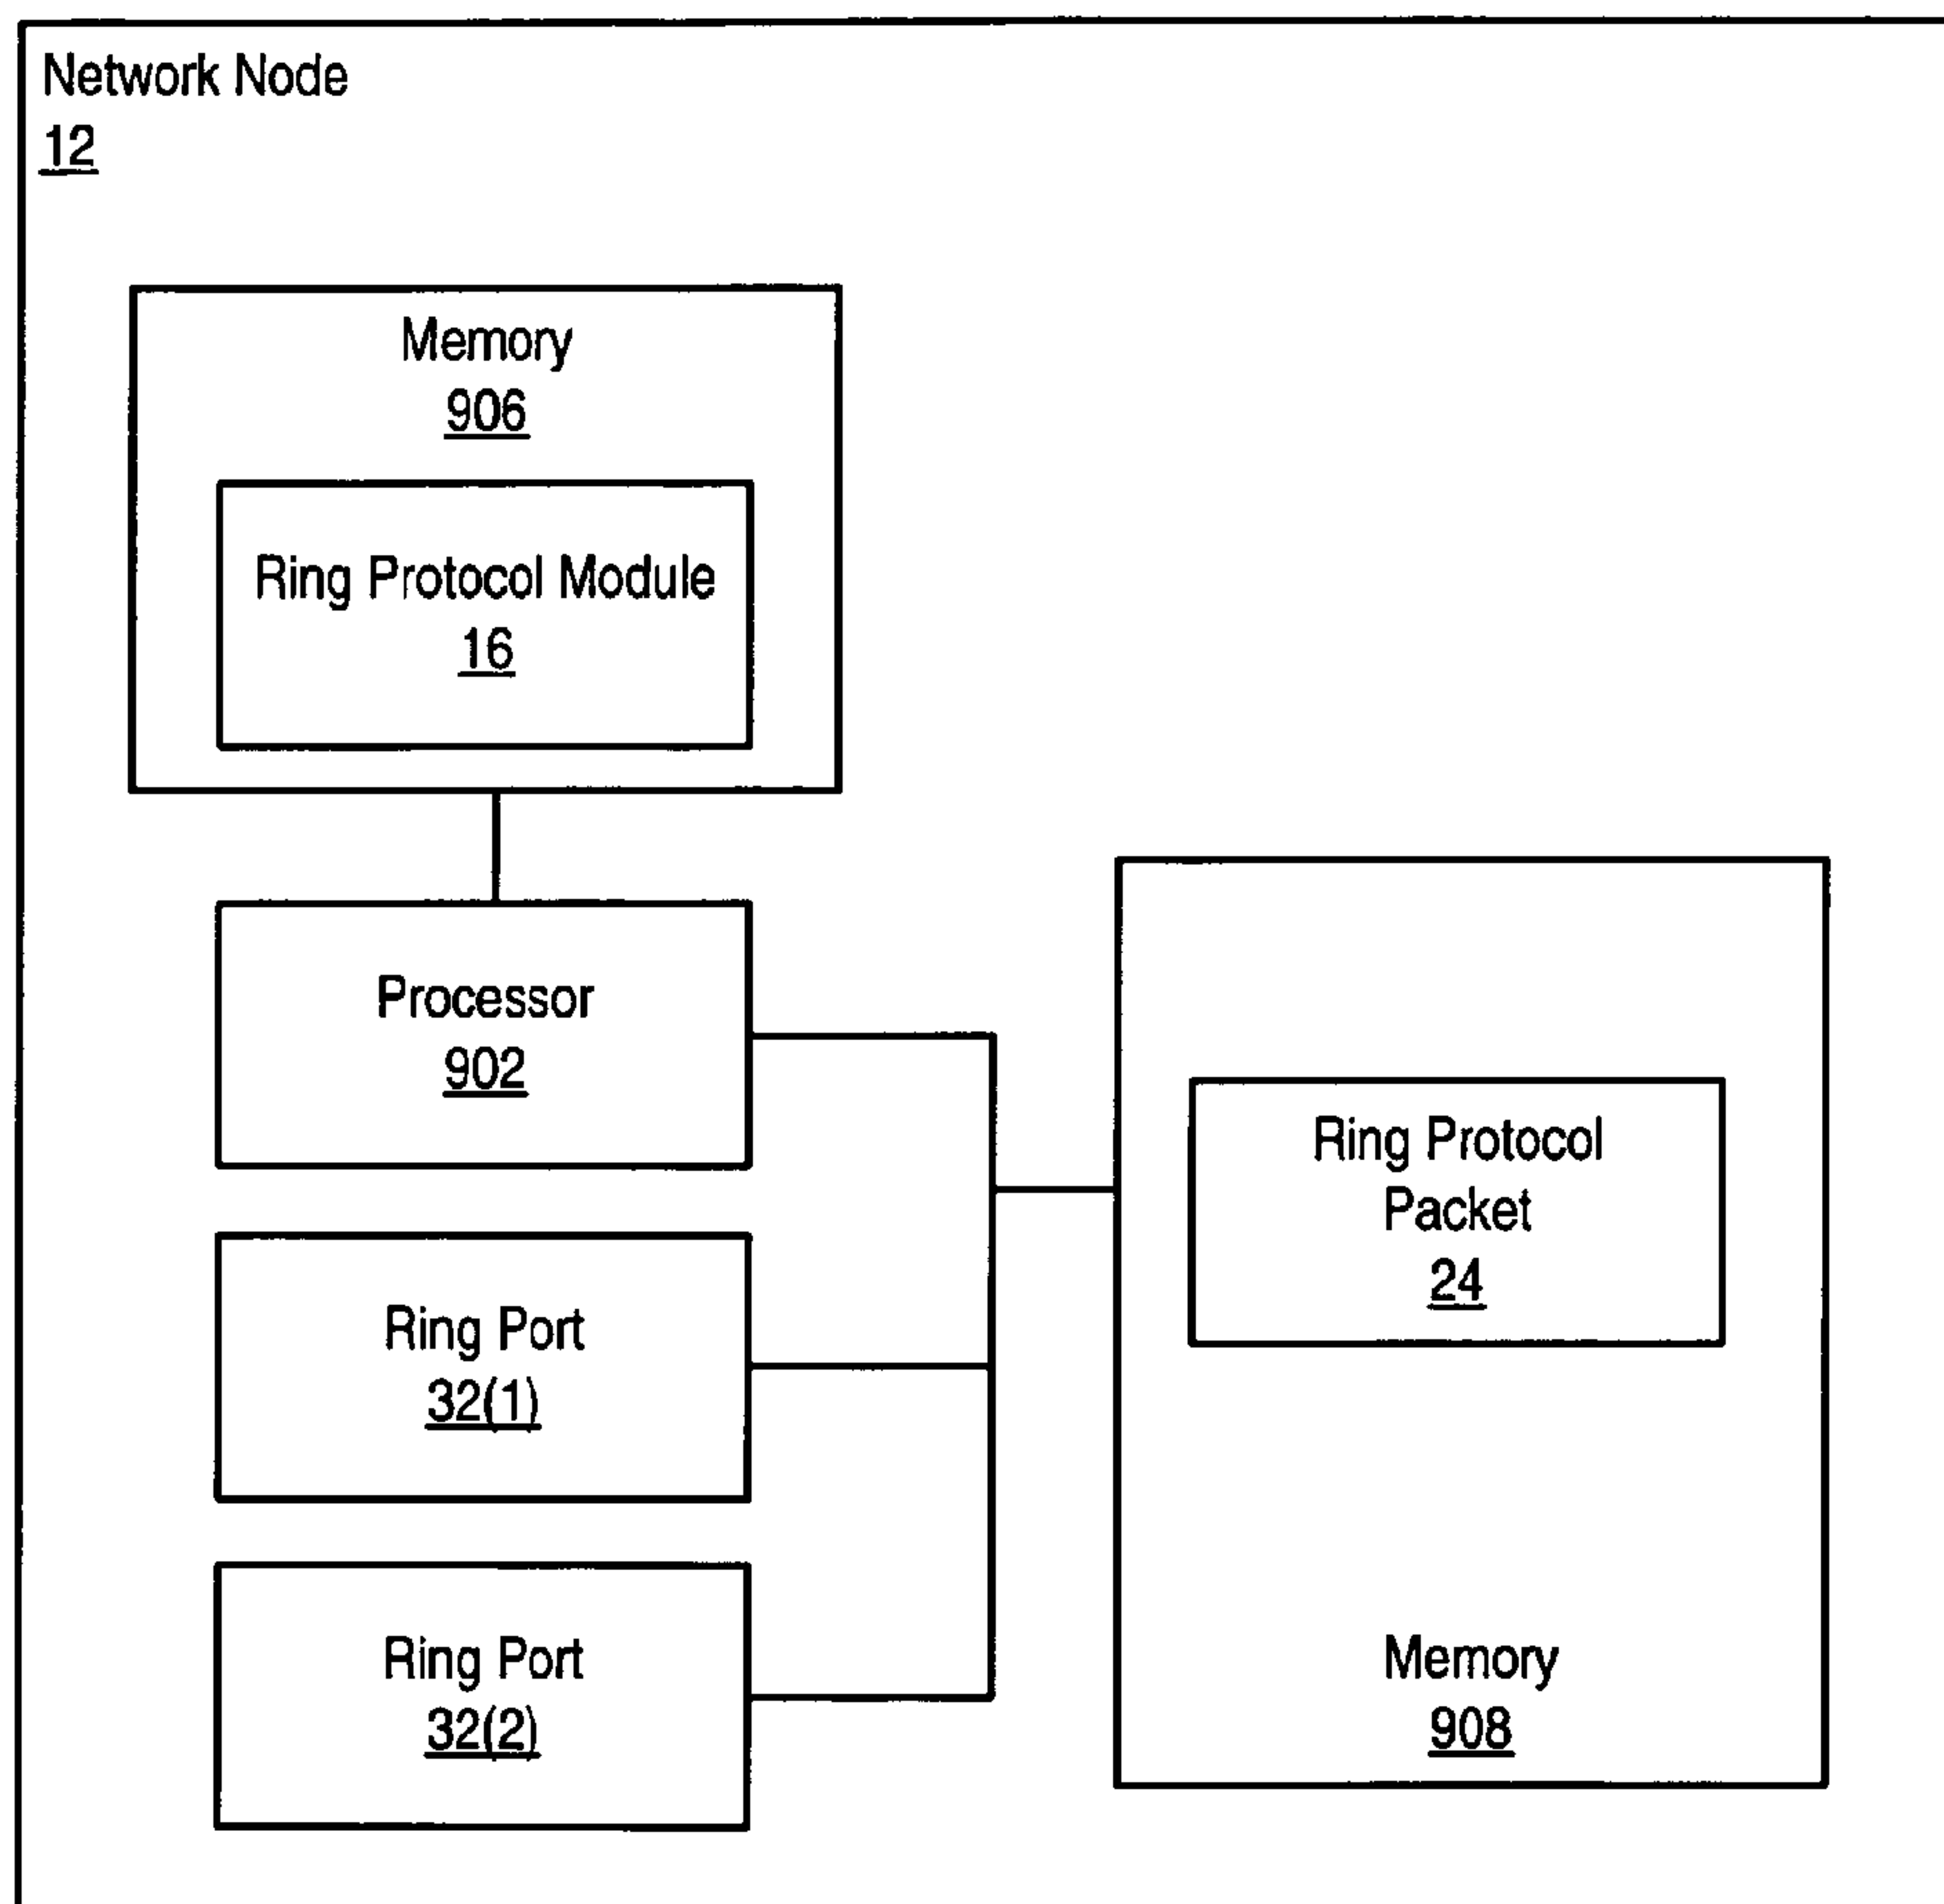 Network Node
12
Memory
906
Ring Protocol Module
16
Processor
902
Ring Port
32(1)
Ring Port
32(2)
Ring Protocol
Packet
24
Memory
908